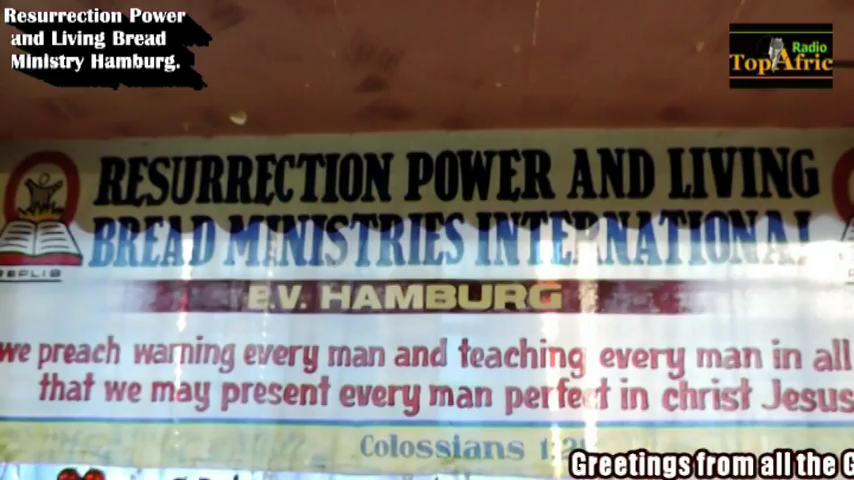 Resurrection Power
and Living Bread
Ministry Hamburg.
Radio
TopAfric
RESURRECTION POWER AND LIVING
BREAD MINISTRIES INTERNATIONAL
REPLIB
E.V. HAMBURG
we preach warning every man and teaching every man in all
that we may present every man perfect in christ Jesus
Colossians
Greetings from all the